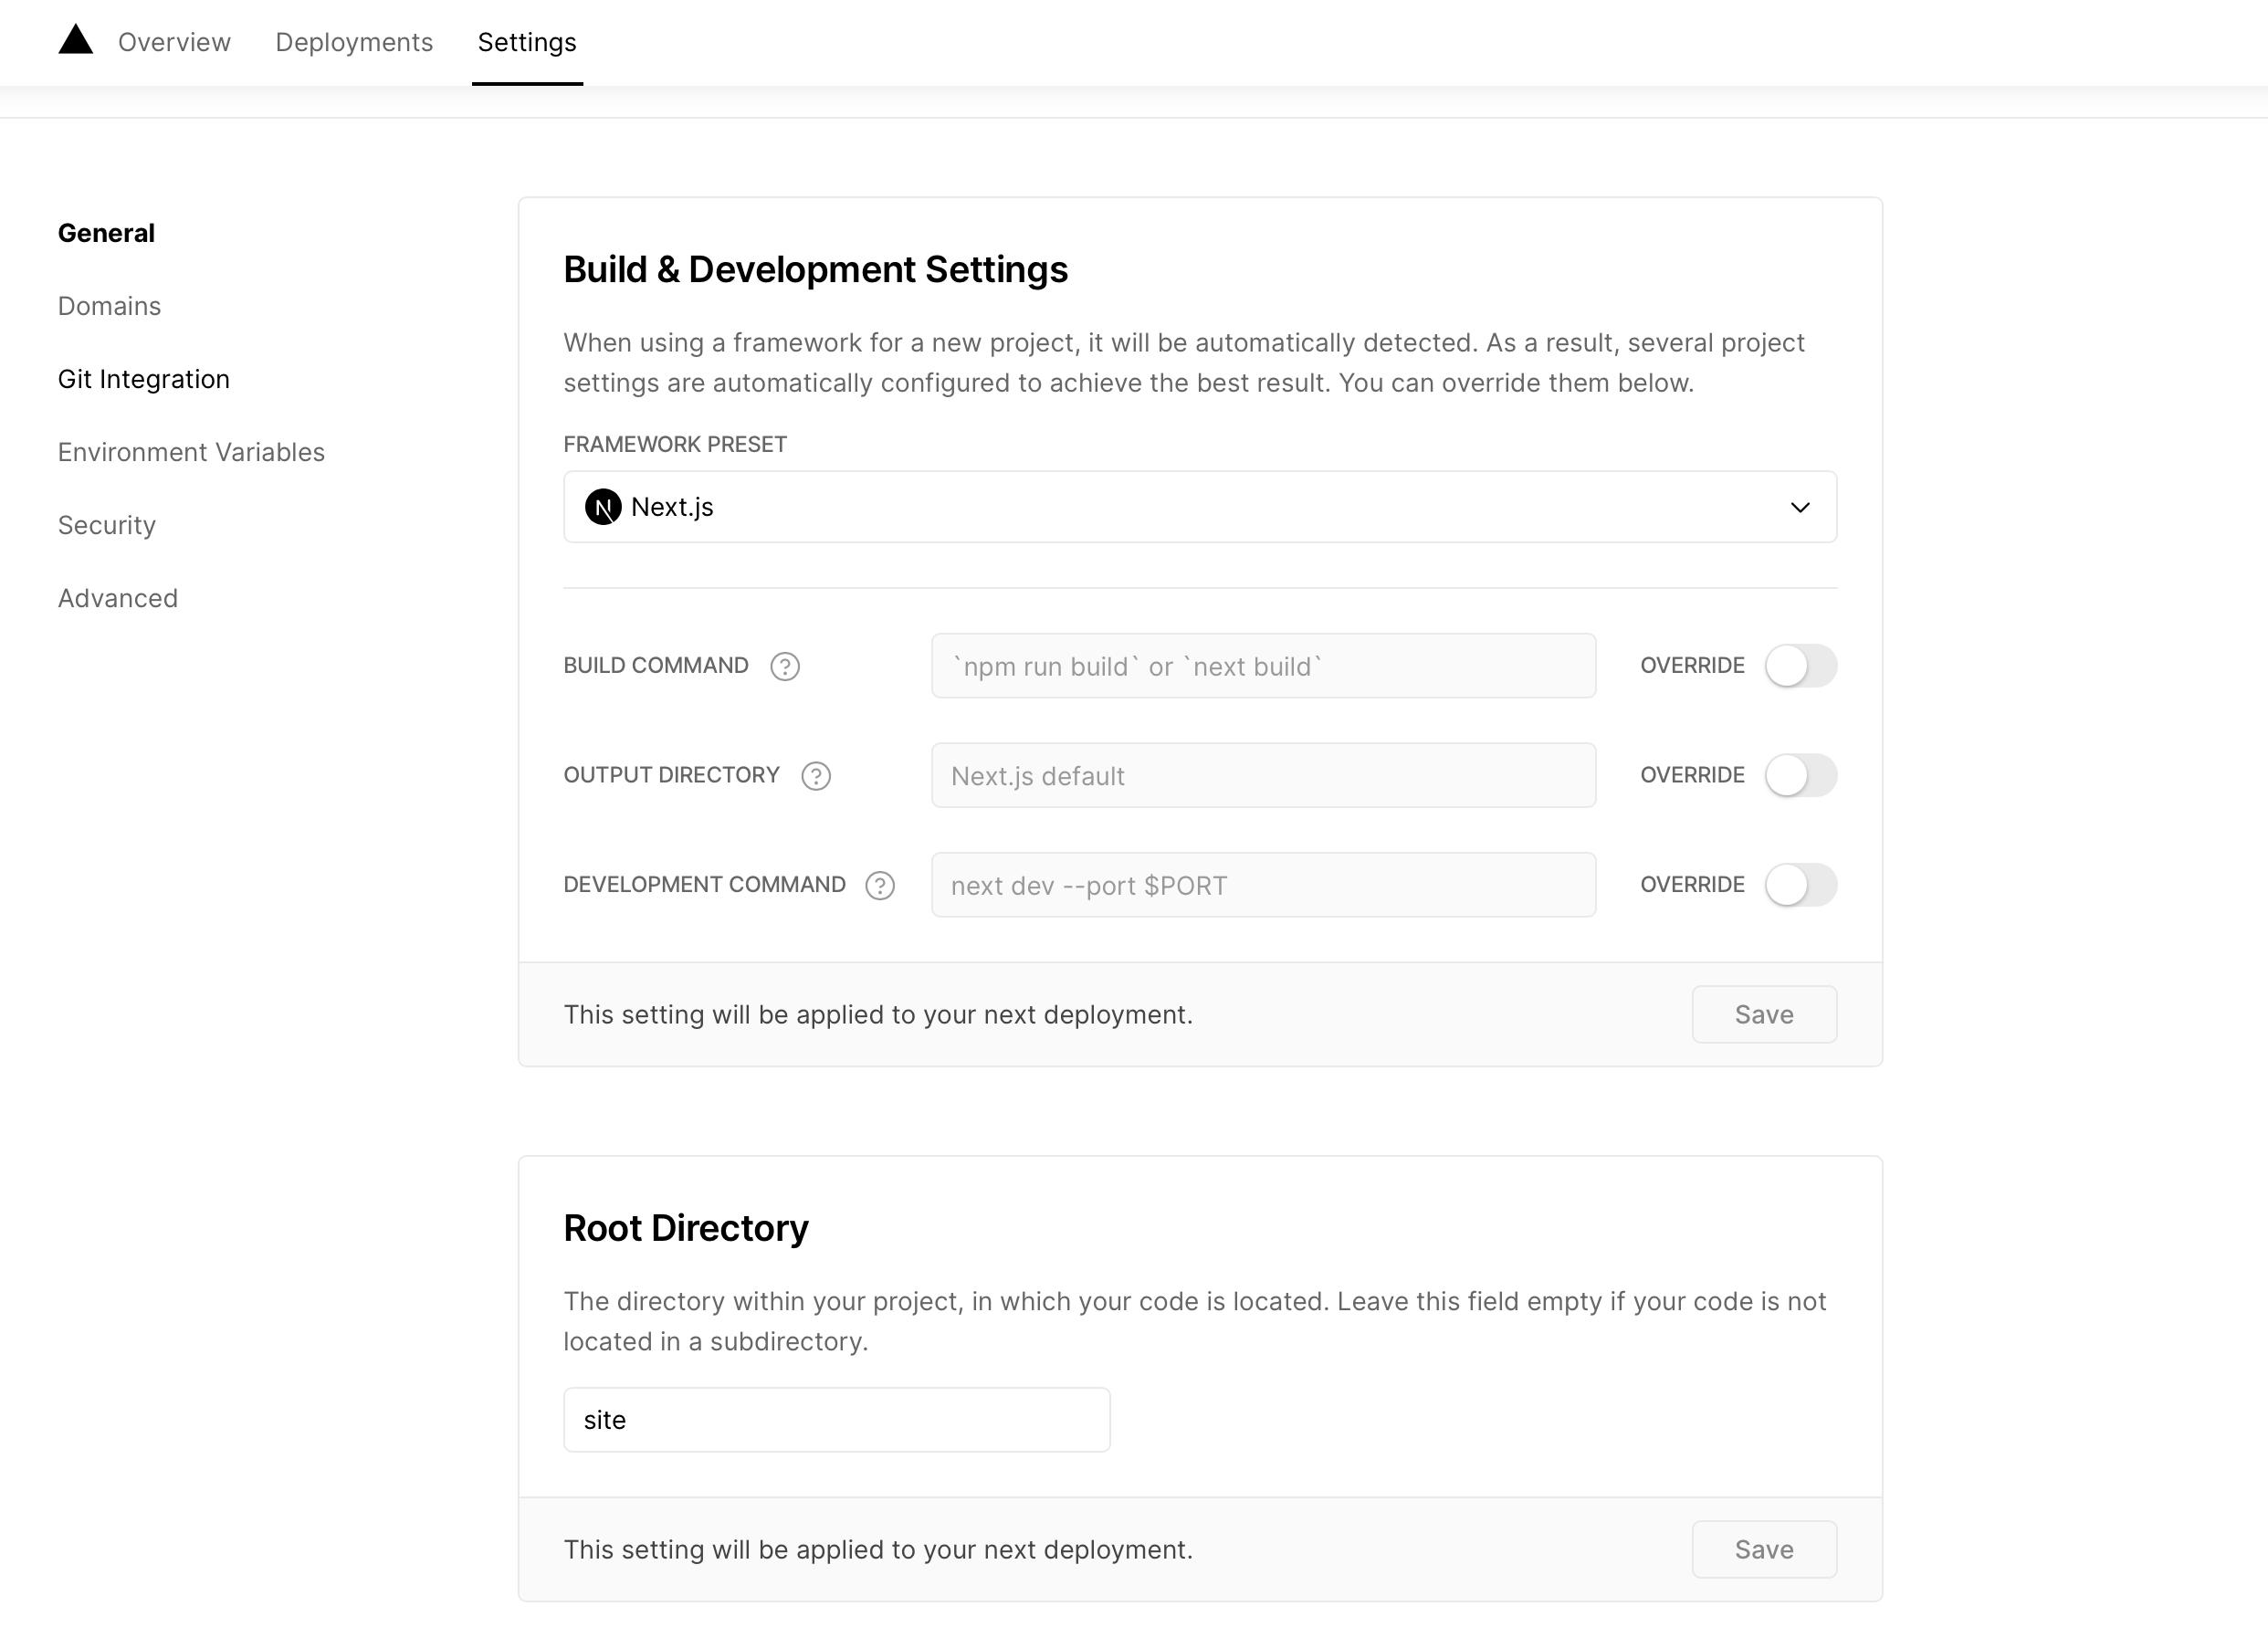 Overview
Deployments
Settings
General
Domains
Git Integration
Environment Variables
Security
Advanced
Build & Development Settings
When using a framework for a new project, it will be automatically detected. As a result, several project
settings are automatically configured to achieve the best result. You can override them below.
FRAMEWORK PRESET
N Next.js
BUILD COMMAND ? `npm run build` or `next build` OVERRIDE
OUTPUT DIRECTORY ? Next.js default OVERRIDE
DEVELOPMENT COMMAND ? next dev --port $PORT OVERRIDE
This setting will be applied to your next deployment. Save
Root Directory
The directory within your project, in which your code is located. Leave this field empty if your code is not
located in a subdirectory.
site
This setting will be applied to your next deployment. Save